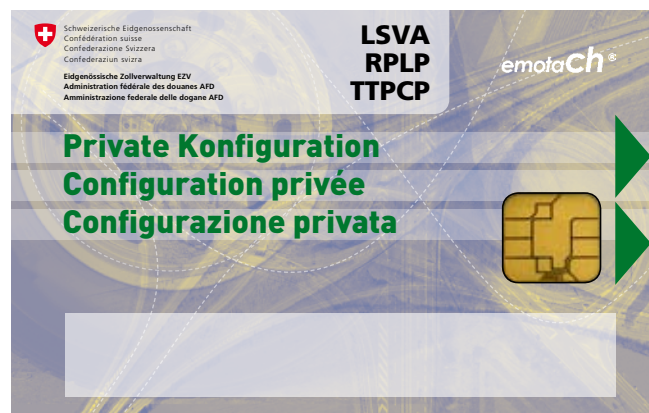 Schweizerische Eidgenossenschaft
Confédération suisse
Confederazione Svizzera
Confederaziun svizra
Eidgenössische Zollverwaltung EZV
Administration fédérale des douanes AFD
Amministrazione federale delle dogane AFD
LSVA
RPLP
TTPCP
emotaCh®
Private Konfiguration
Configuration privée
Configurazione privata